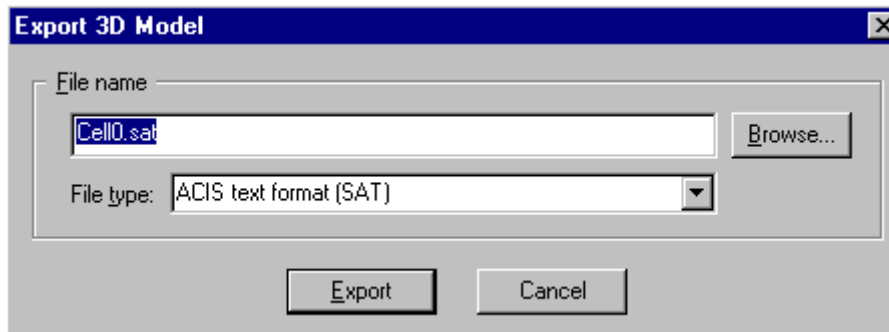 Export 3D Model
File name
Cell0.sat
Browse...
File type: ACIS text format (SAT)
Export Cancel